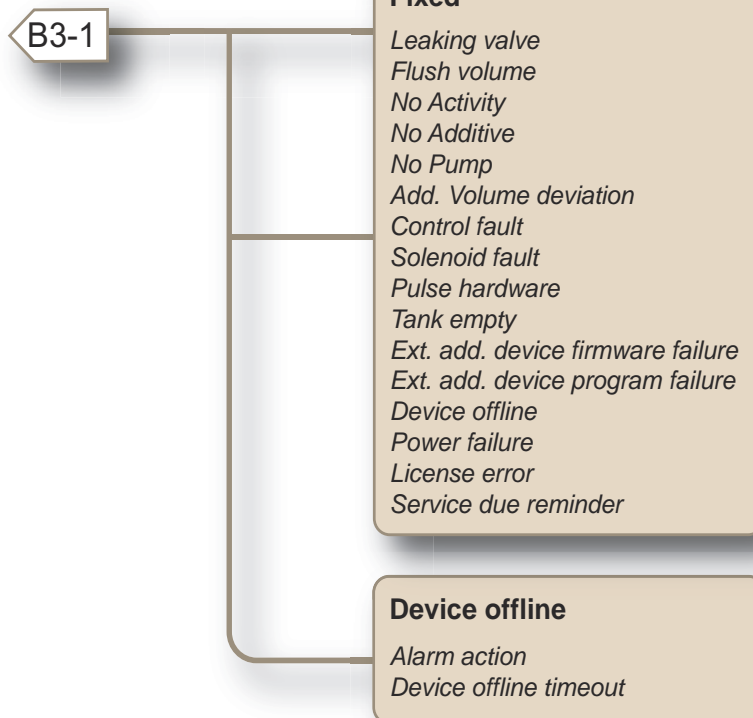 B3-1
Fixed
Leaking valve
Flush volume
No Activity
No Additive
No Pump
Add. Volume deviation
Control fault
Solenoid fault
Pulse hardware
Tank empty
Ext. add. device firmware failure
Ext. add. device program failure
Device offline
Power failure
License error
Service due reminder
Device offline
Alarm action
Device offline timeout